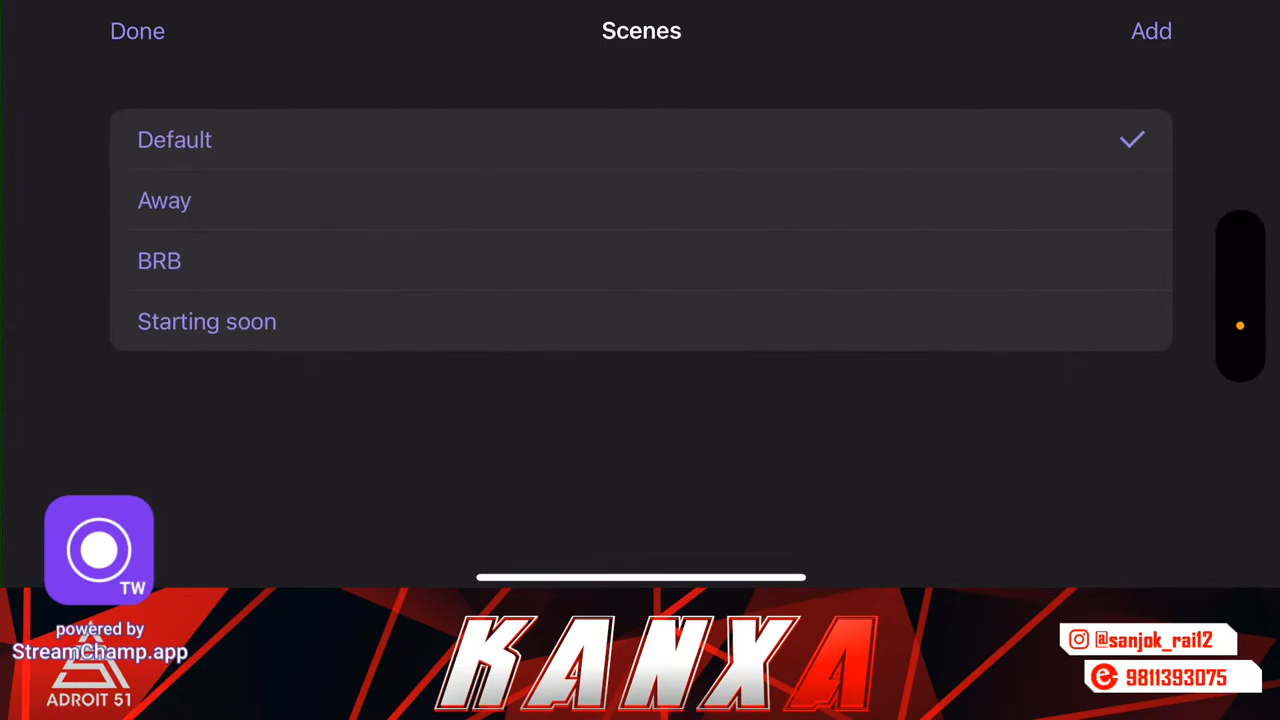 Done
Scenes
Add
Default
Away
BRB
Starting soon
TW
powered by
StreamChamp.app
ADROIT 51
KANXA
@sanjok_rai12
9811393075